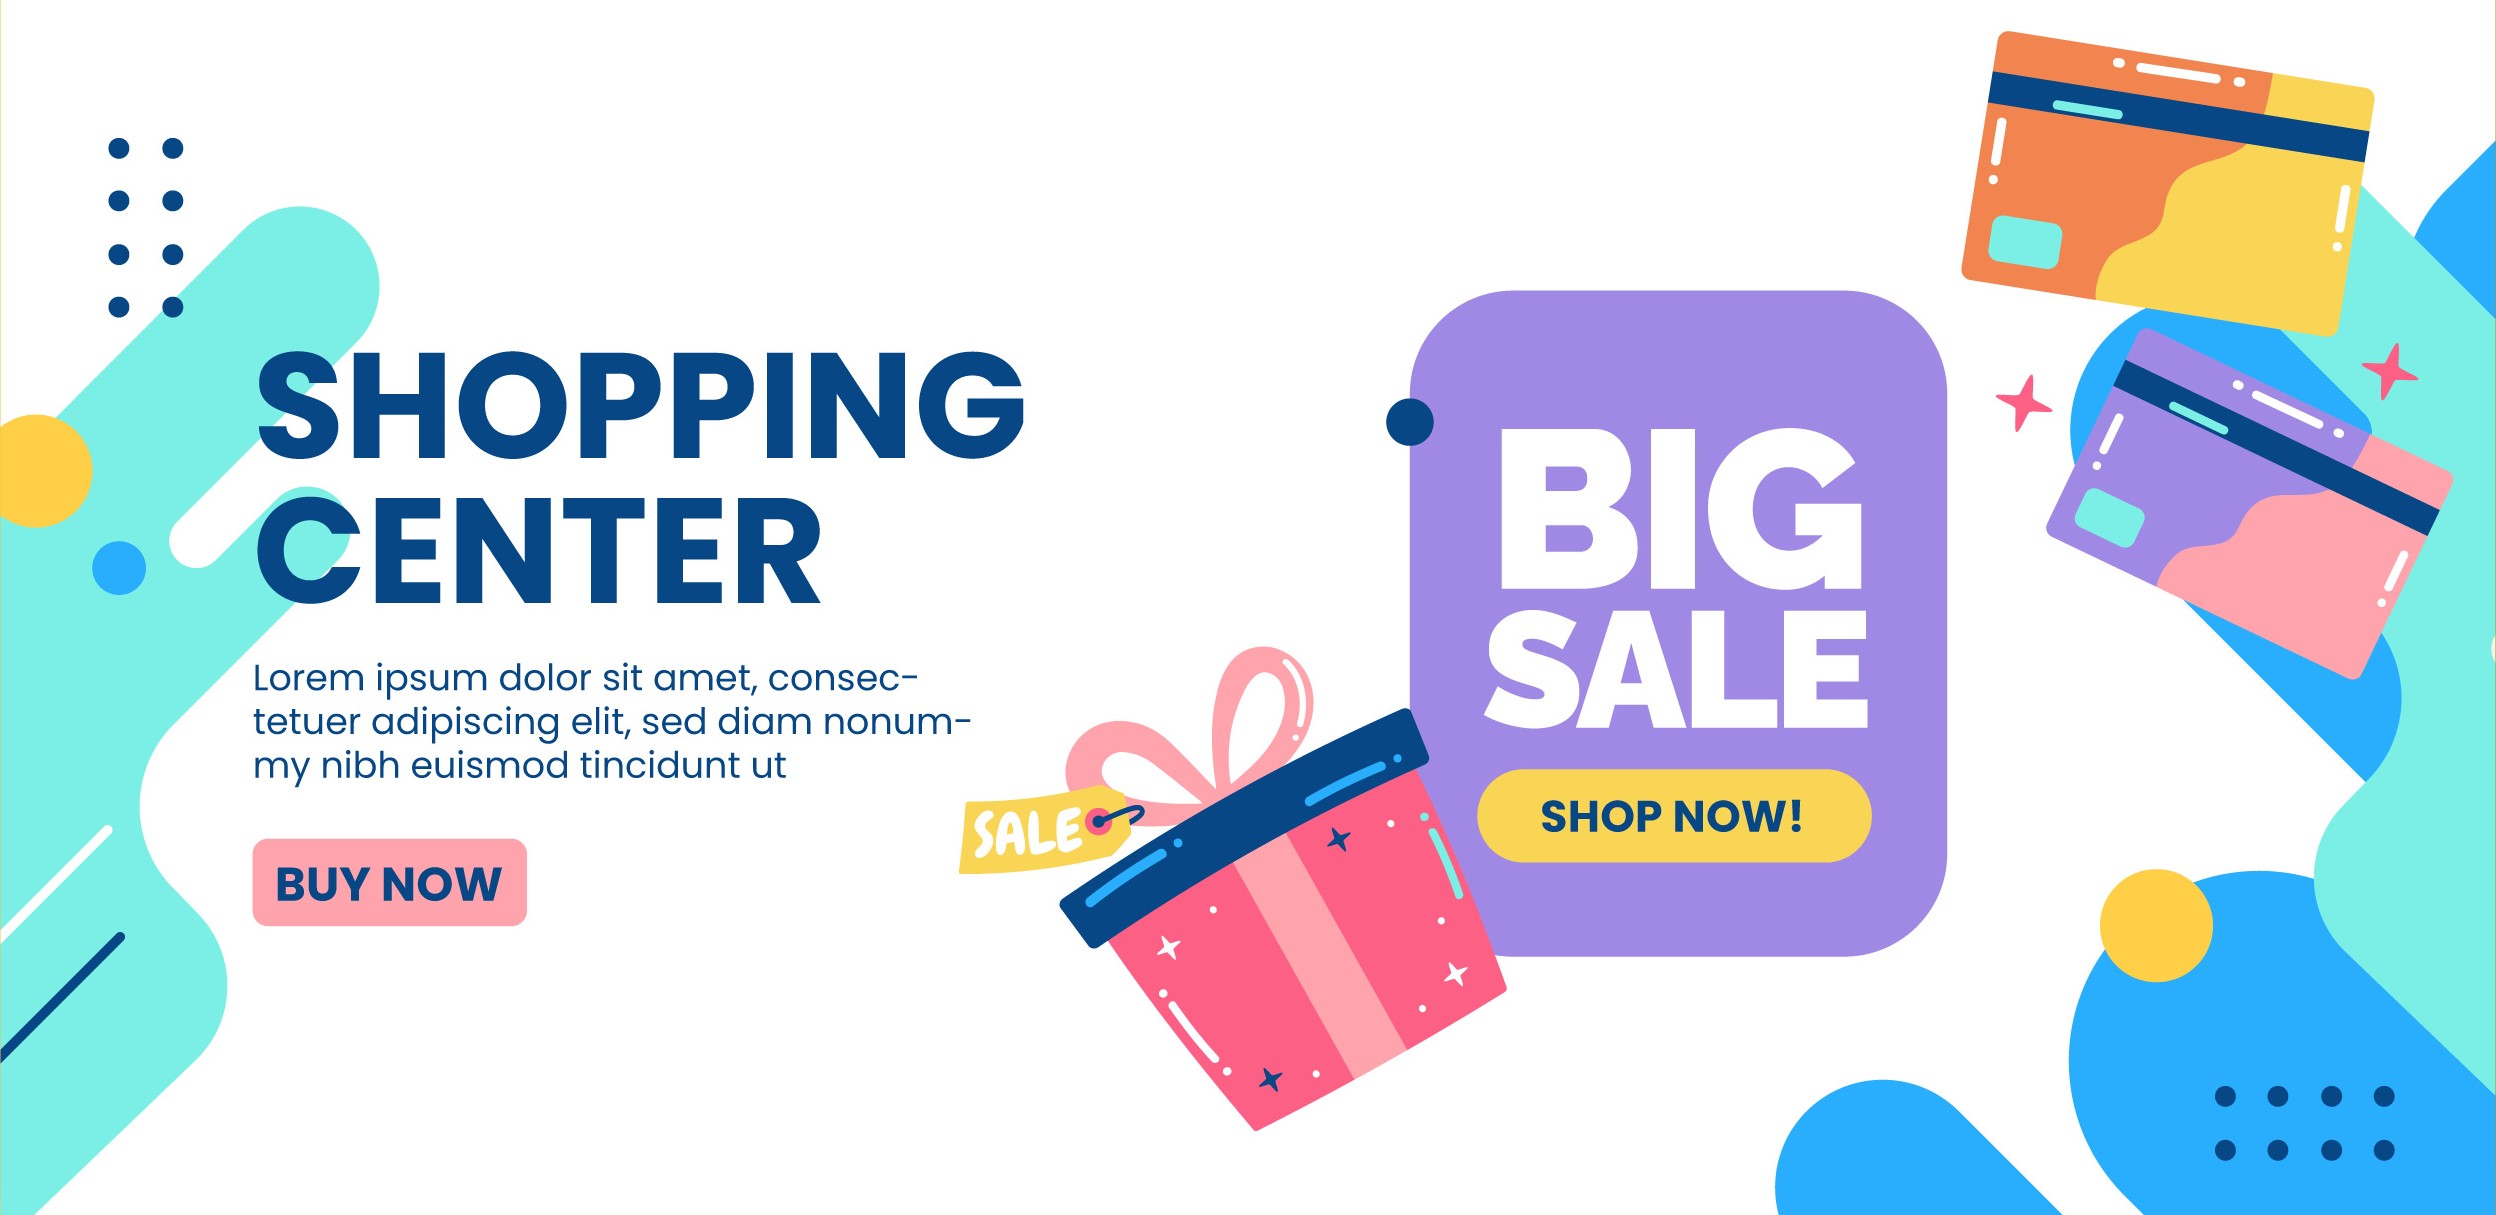 SHOPPING
CENTER
Lorem ipsum dolor sit amet, consec-
etuer adipiscing elit, sed diam nonum-
my nibh euismod tincidunt ut
BUY NOW
SALE
BIG
SALE
SHOP NOW!